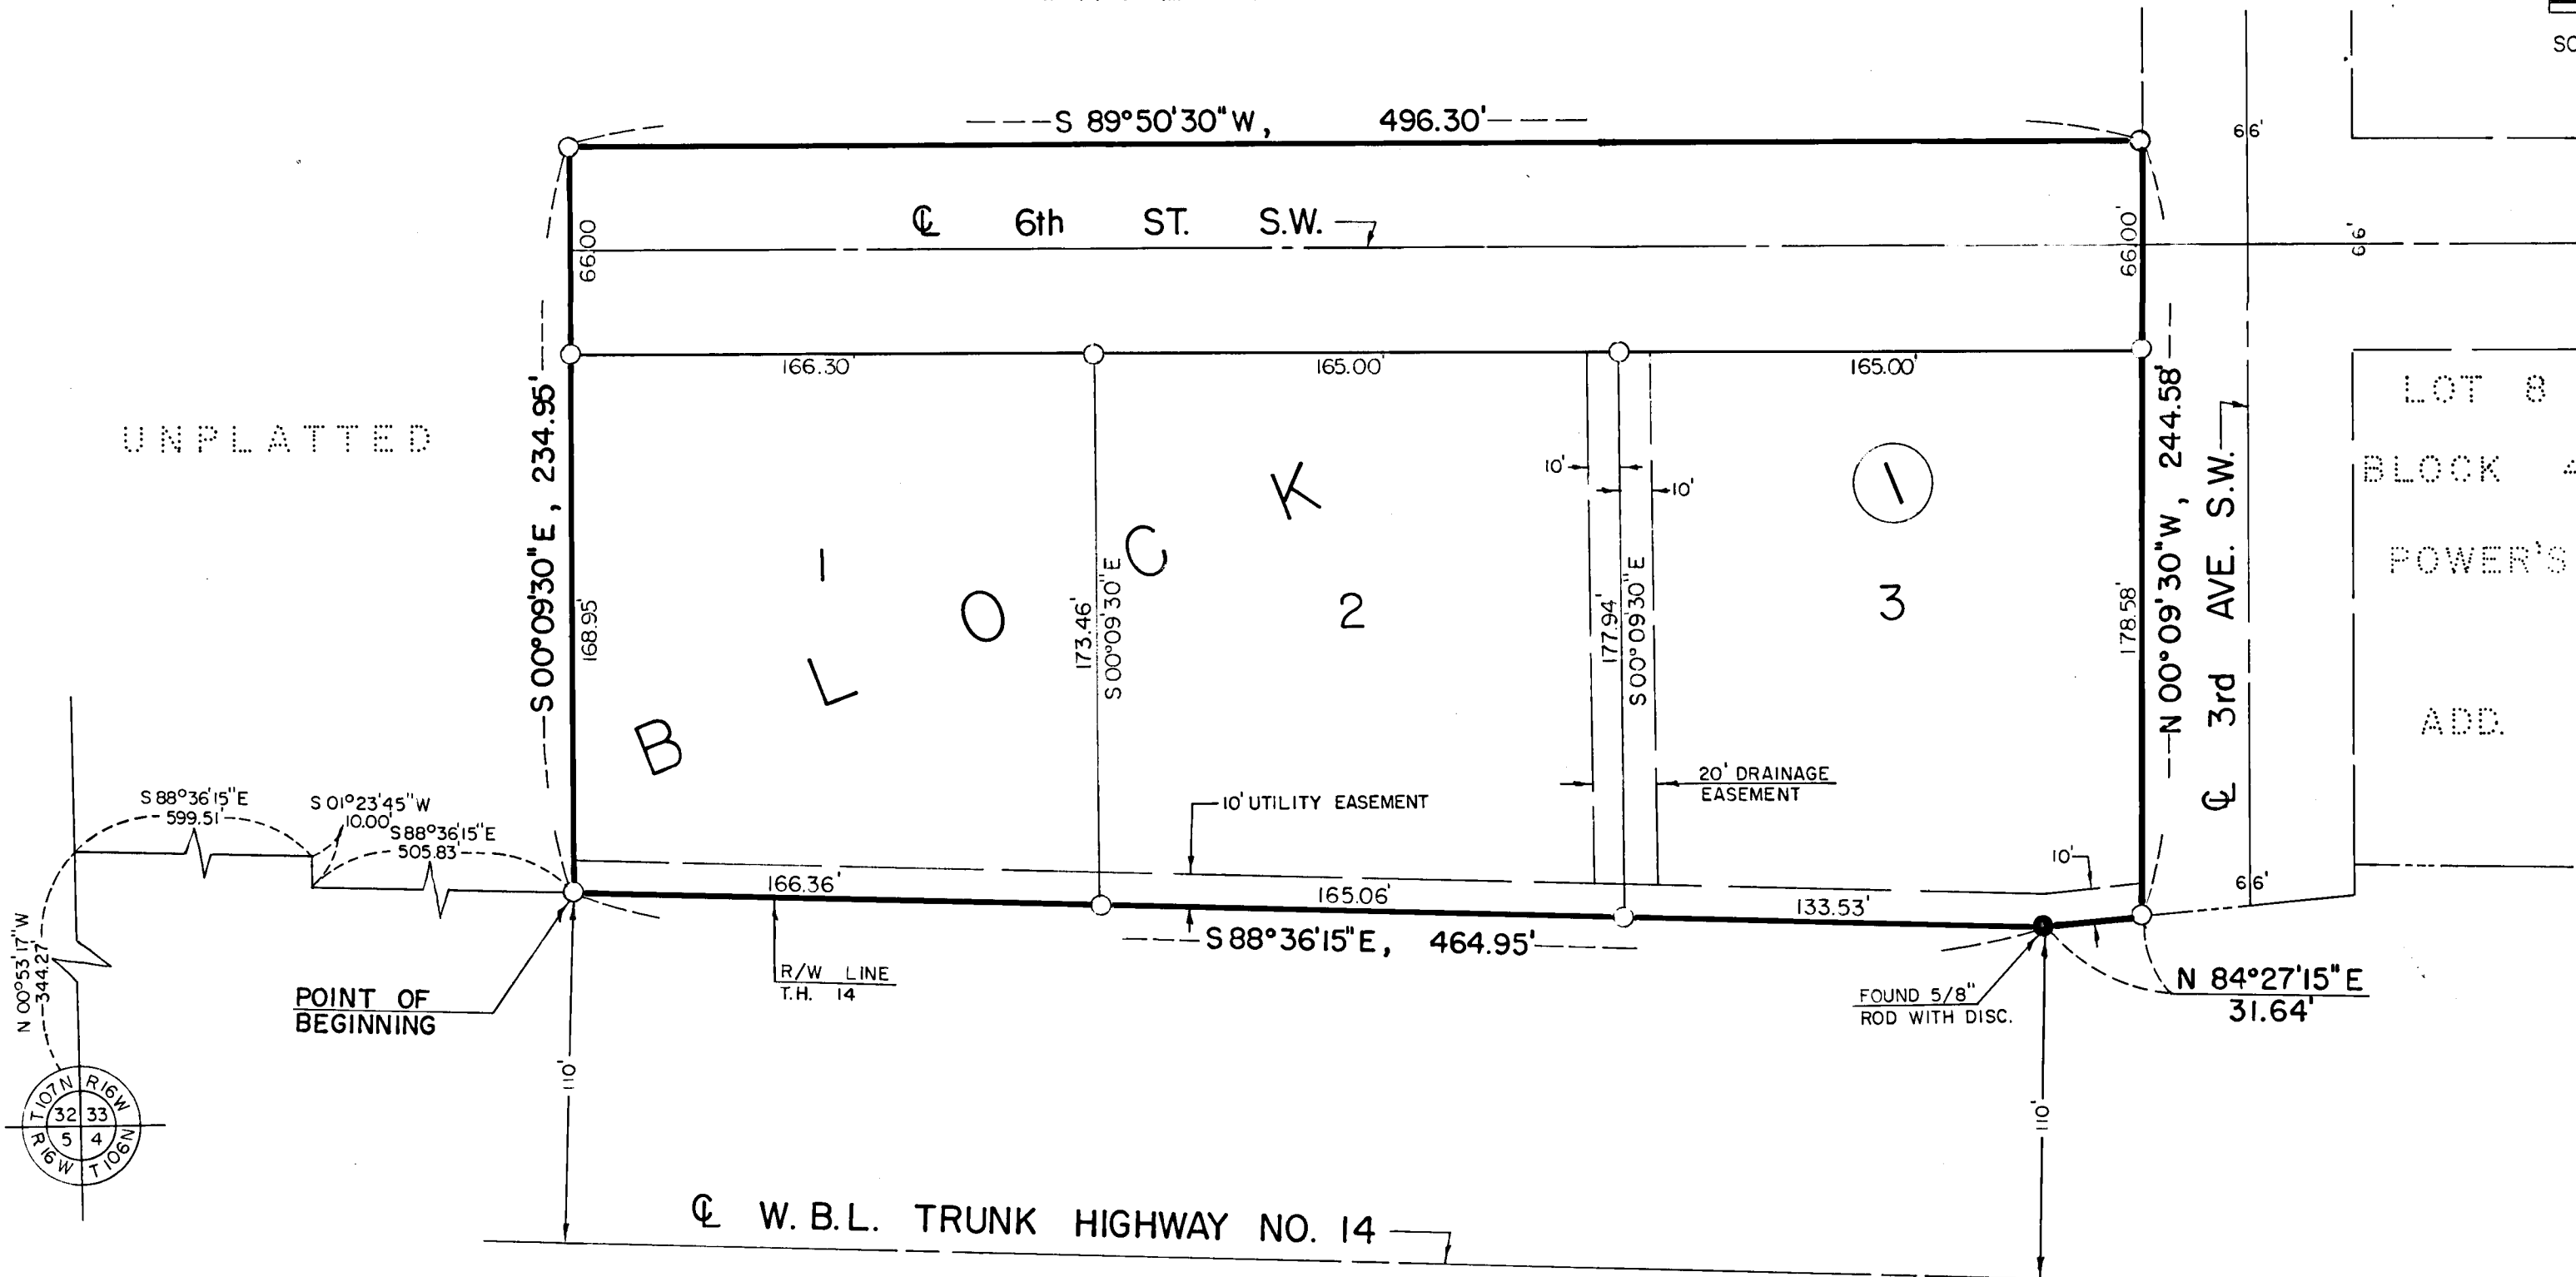 S 89°50'30"W, 496.30'
℄ 6th ST. S.W.
66.00
66.00'
66'
66'
166.30'
165.00'
165.00'
UNPLATTED
S 00°09'30"E, 234.95'
168.95'
173.46'
S 00°09'30"E
177.94'
S 00°09'30"E
178.58'
N 00°09'30"W, 244.58'
℄ 3rd AVE. S.W.
10'
10'
BLOCK 1
1
2
3
LOT 8
BLOCK
POWER'S
ADD.
S 88°36'15"E
599.51'
S 01°23'45"W
10.00'
S 88°36'15"E
505.83'
10' UTILITY EASEMENT
20' DRAINAGE
EASEMENT
10'
66'
166.36'
165.06'
133.53'
S 88°36'15"E, 464.95'
N 00°53'17"W
344.27'
POINT OF
BEGINNING
R/W LINE
T.H. 14
FOUND 5/8"
ROD WITH DISC.
N 84°27'15"E
31.64'
110'
110'
T107N R16W
32 33
5 4
R16W T106N
℄ W.B.L. TRUNK HIGHWAY NO. 14